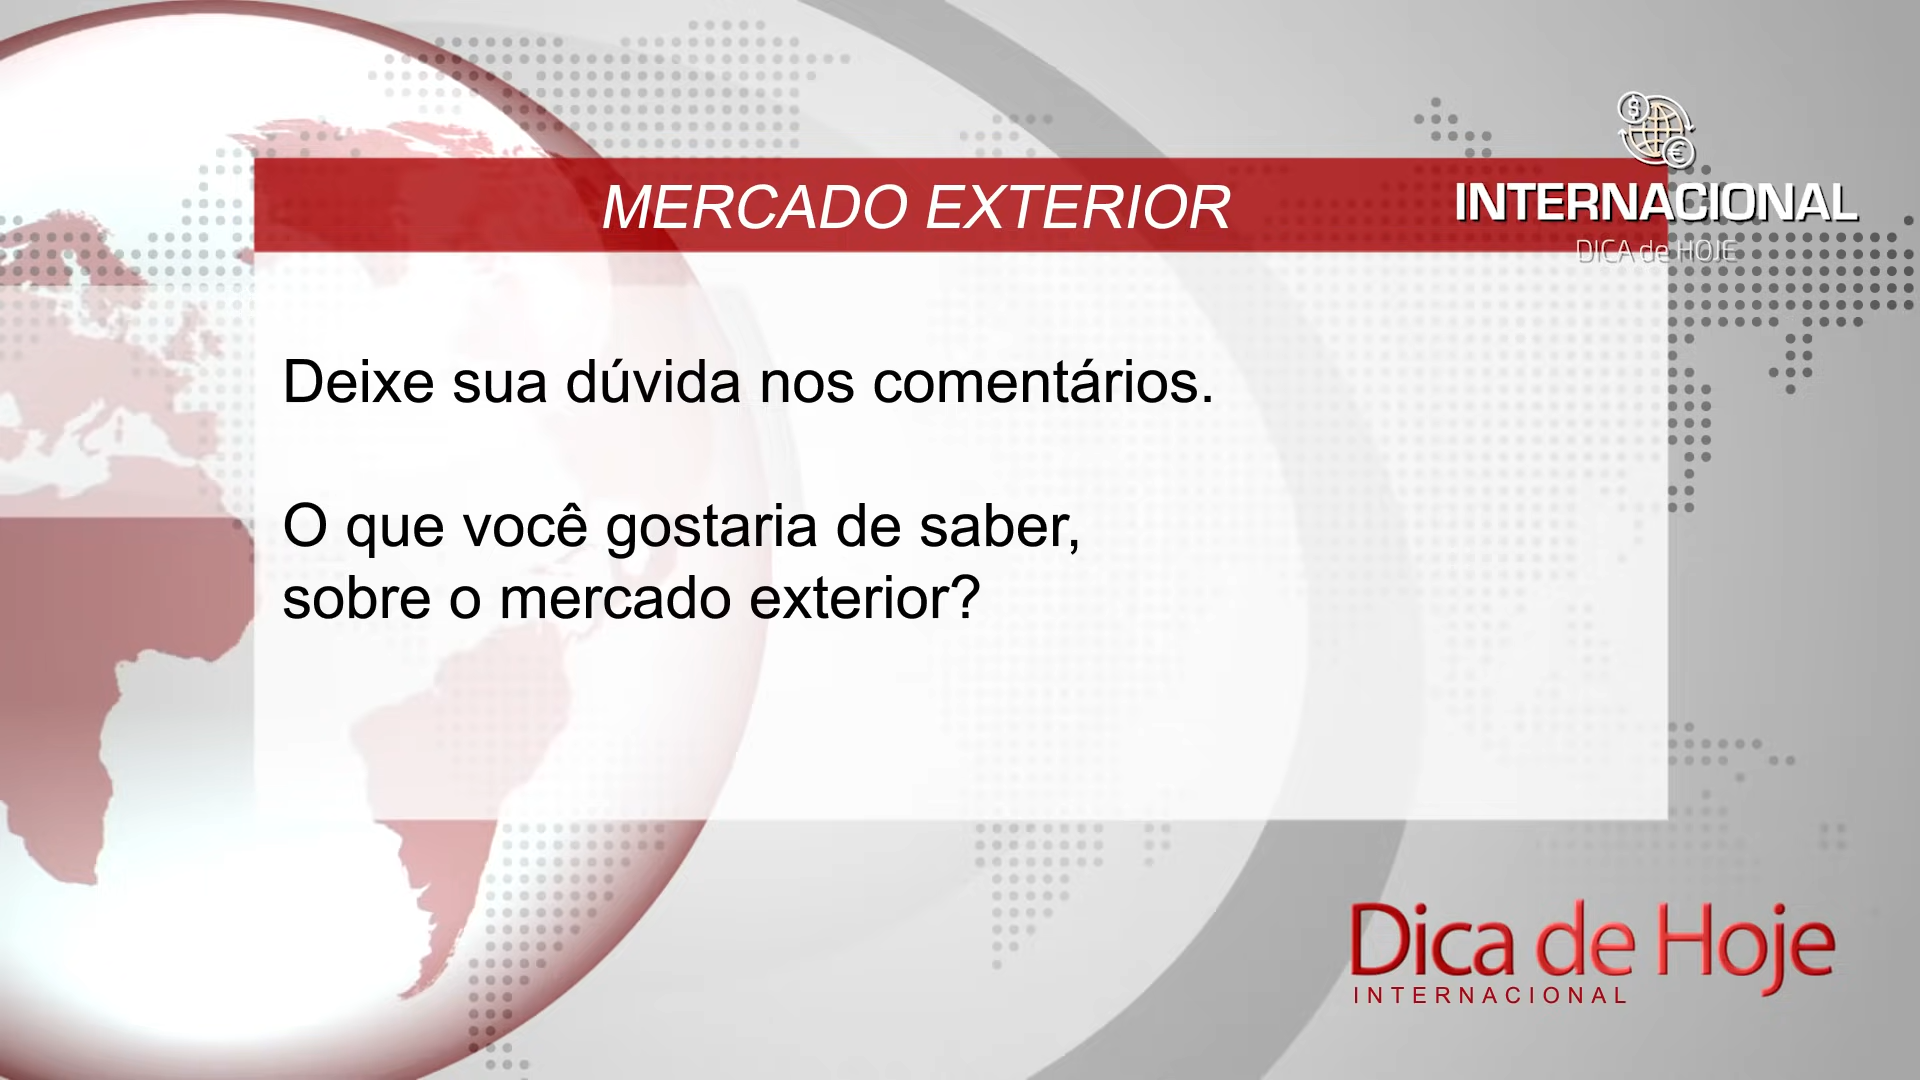 MERCADO EXTERIOR
$
€
INTERNACIONAL
DICA de HOJE
Deixe sua dúvida nos comentários.
O que você gostaria de saber,
sobre o mercado exterior?
Dica de Hoje
INTERNACIONAL